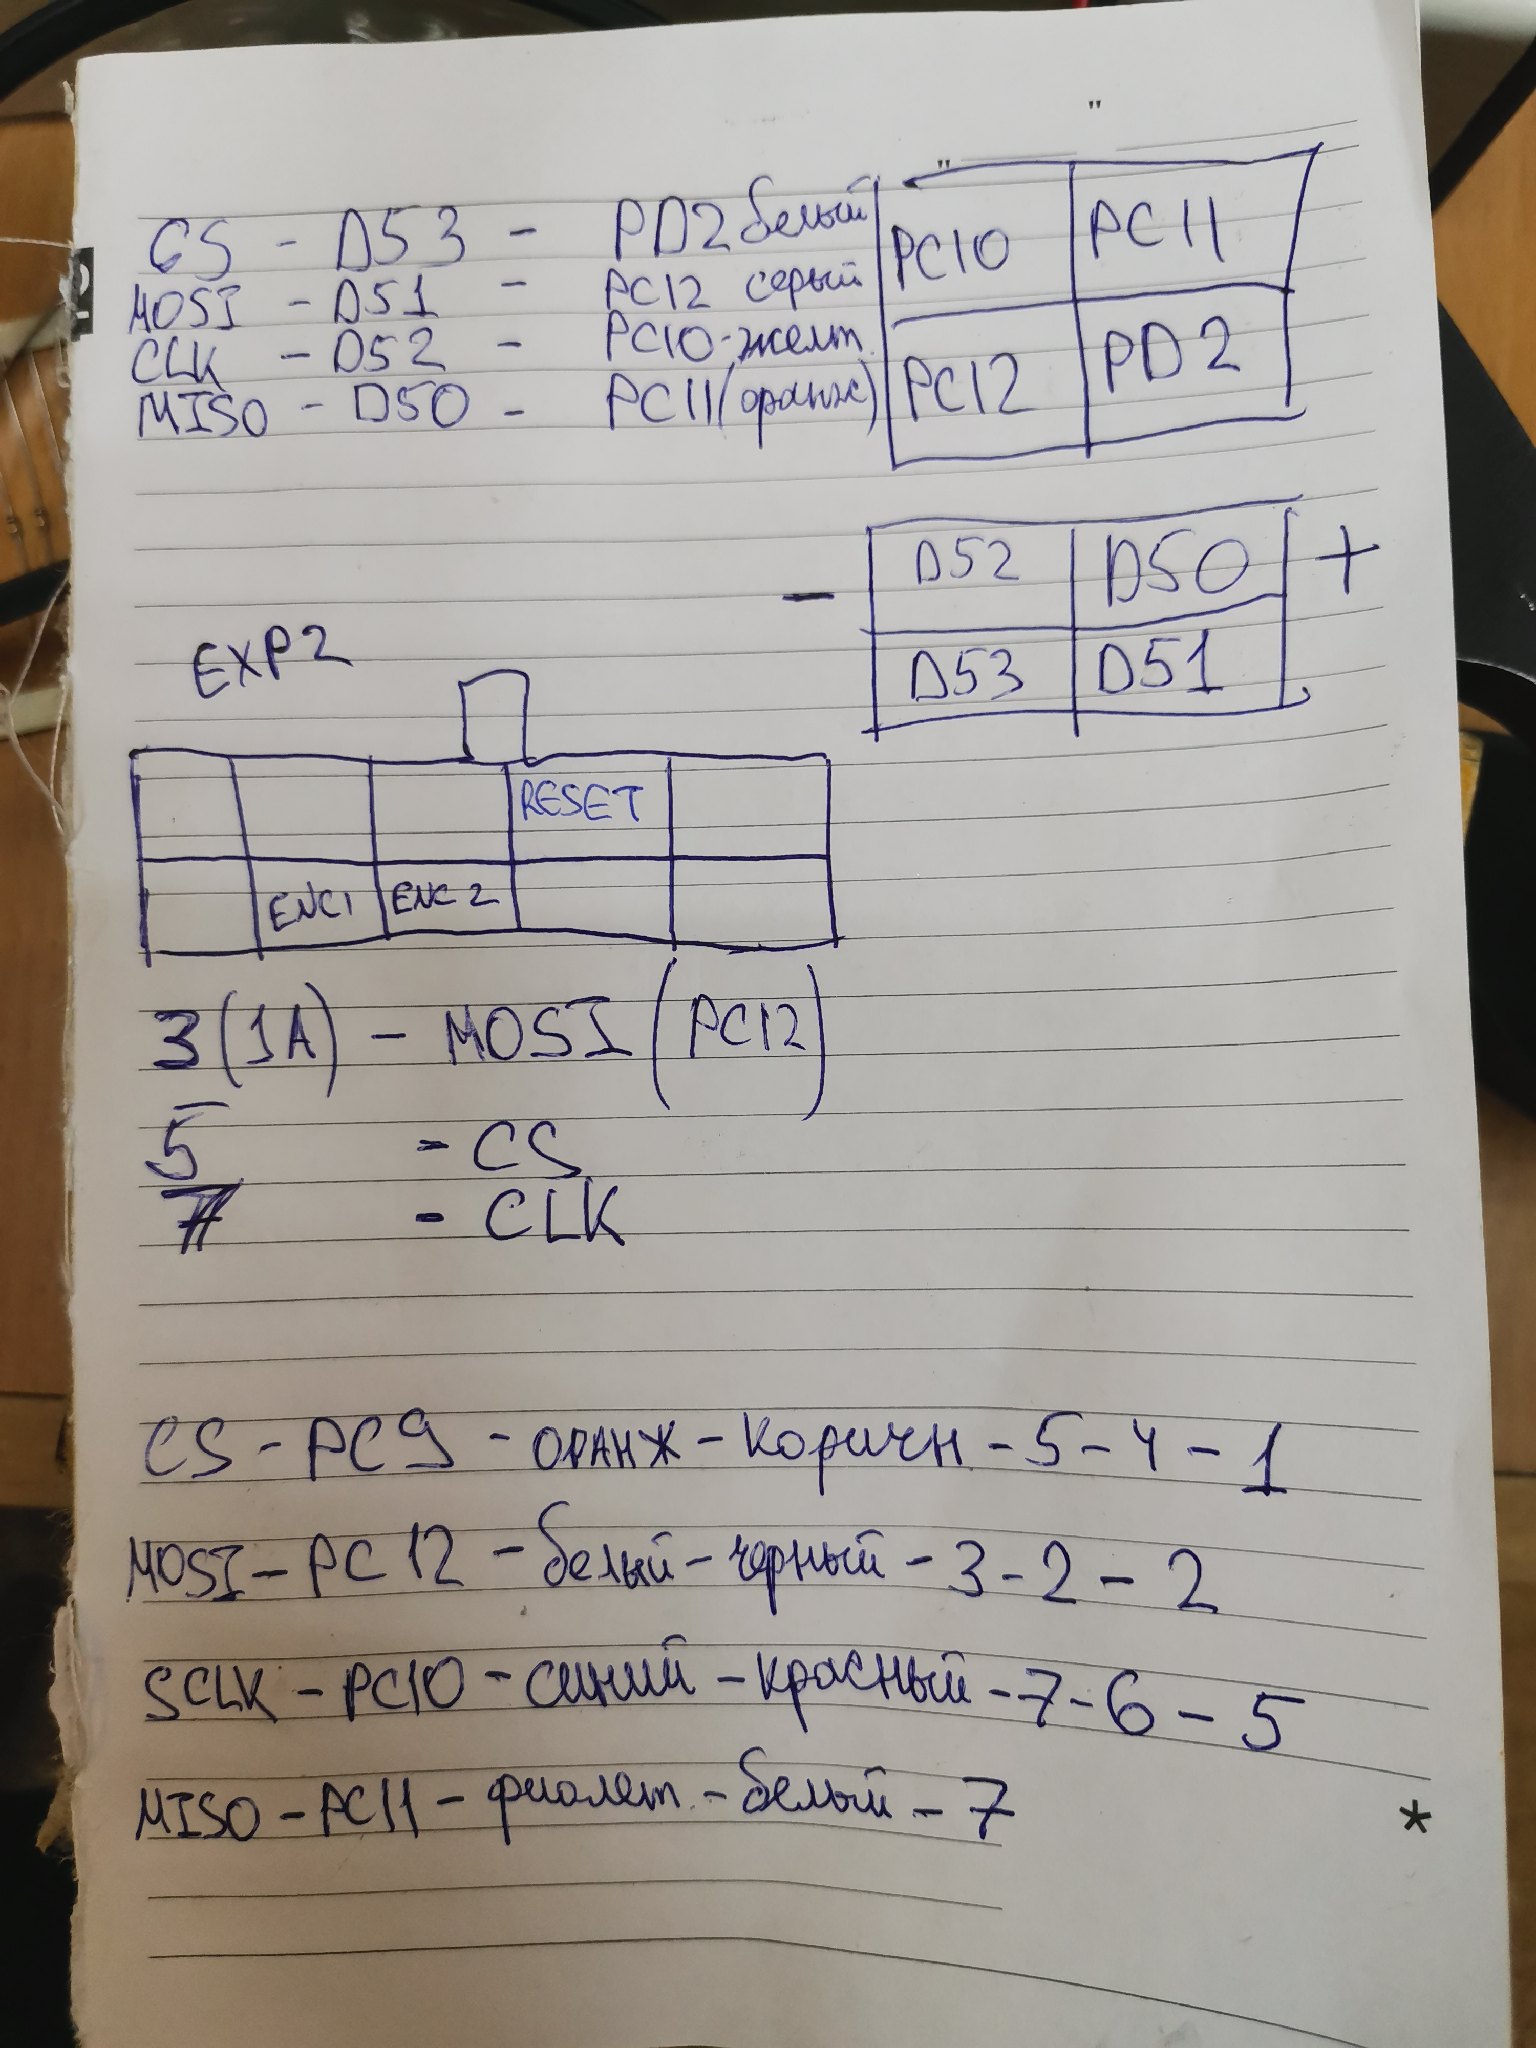 CS - D53 - PD2 белый
MOSI - D51 - PC12 серый
CLK - D52 - PC10-желт.
MISO - D50 - PC11 (оранж)
PC10 PC11
PC12 PD2
- D52 D50 +
D53 D51
EXP2
RESET
ENC1 ENC2
3(1A) - MOSI (PC12)
5 - CS
7 - CLK
CS - PC9 - ОРАНЖ - Коричн - 5 - 4 - 1
MOSI - PC12 - белый - черный - 3 - 2 - 2
SCLK - PC10 - синий - красный - 7 - 6 - 5
MISO - PC11 - фиолет. - белый - 7
*